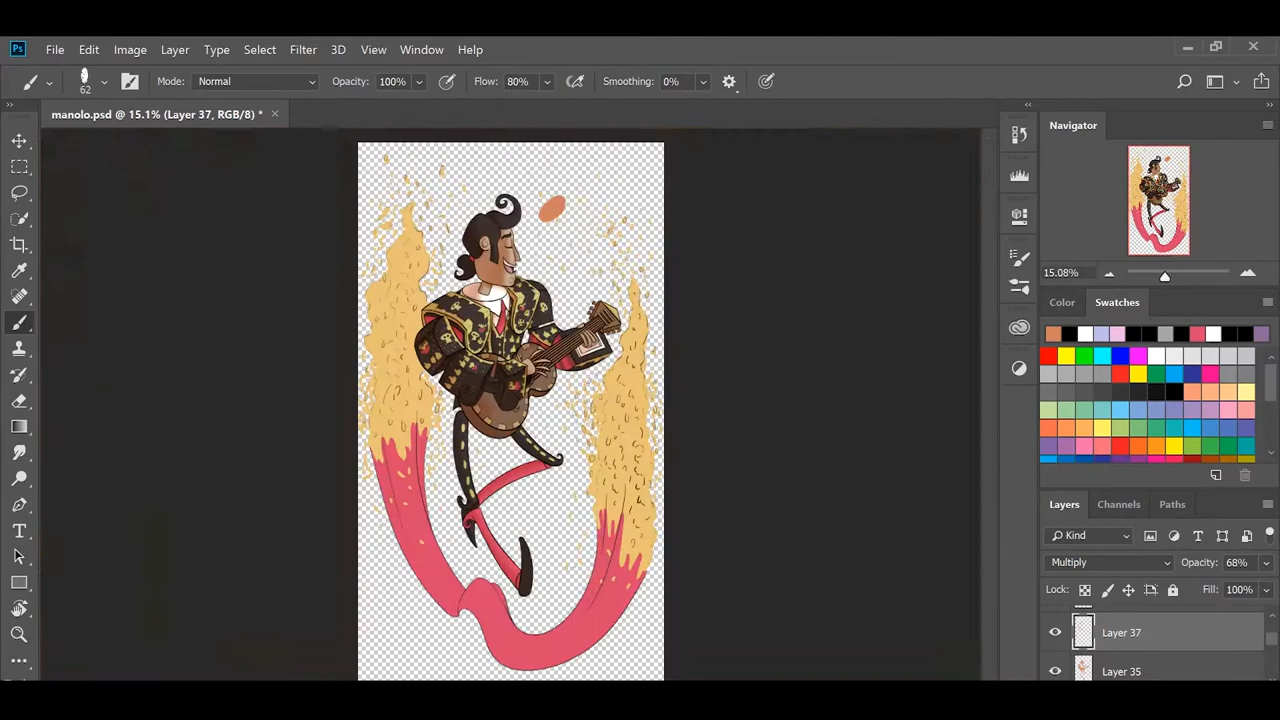 Ps File Edit Image Layer Type Select Filter 3D View Window Help
62 Mode: Normal Opacity: 100% Flow: 80% Smoothing: 0%
manolo.psd @ 15.1% (Layer 37, RGB/8) *
Navigator
15.08%
Color Swatches
Layers Channels Paths
Kind
Multiply Opacity: 68%
Lock: Fill: 100%
Layer 37
Layer 35